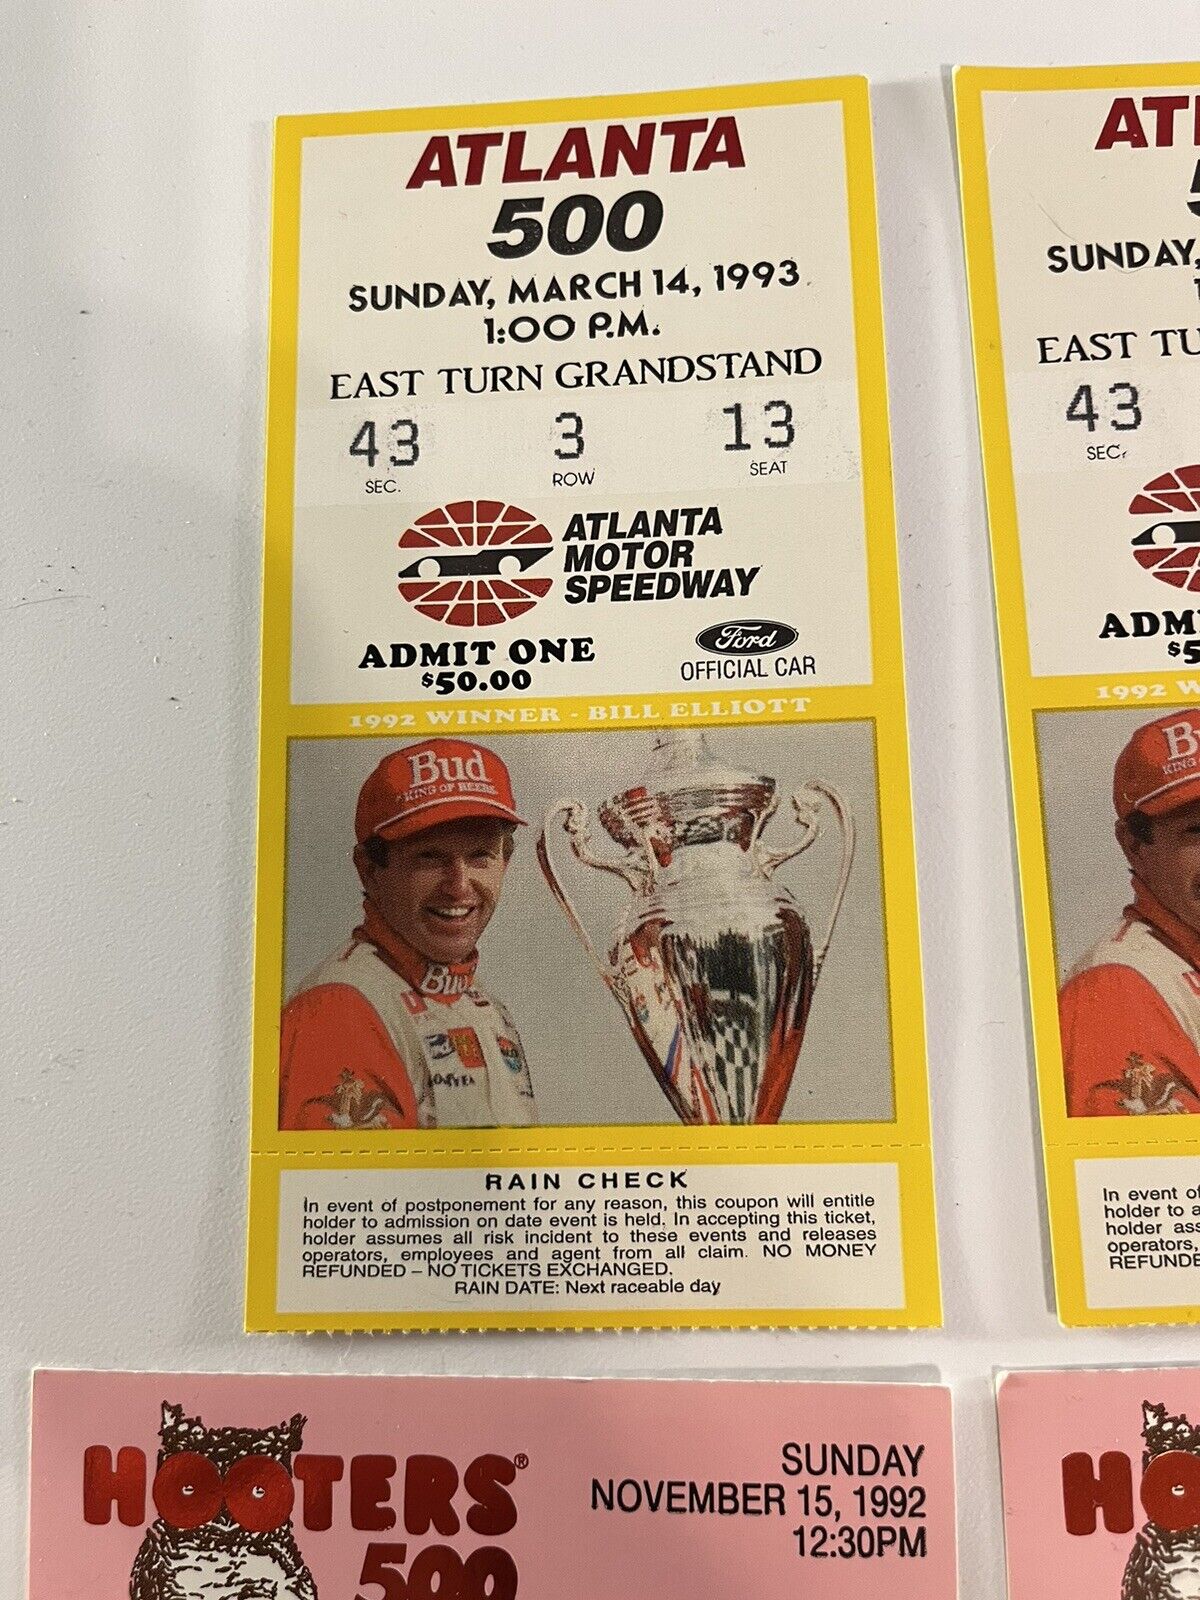 ATLANTA
500
SUNDAY, MARCH 14, 1993
1:00 P.M.
EAST TURN GRANDSTAND
43 3 13
SEC. ROW SEAT
ATLANTA
MOTOR
SPEEDWAY
ADMIT ONE
$50.00
Ford
OFFICIAL CAR
1992 WINNER - BILL ELLIOTT
Bud
KING OF BEERS
Bud
RAIN CHECK
In event of postponement for any reason, this coupon will entitle
holder to admission on date event is held. In accepting this ticket,
holder assumes all risk incident to these events and releases
operators, employees and agent from all claim. NO MONEY
REFUNDED – NO TICKETS EXCHANGED.
RAIN DATE: Next raceable day
ATL
SUNDAY,
EAST TU
43
SEC.
ADM
$5
1992 W
KING
In event of
holder to a
holder ass
operators,
REFUNDE
HOOTERS®
500
SUNDAY
NOVEMBER 15, 1992
12:30PM
HO